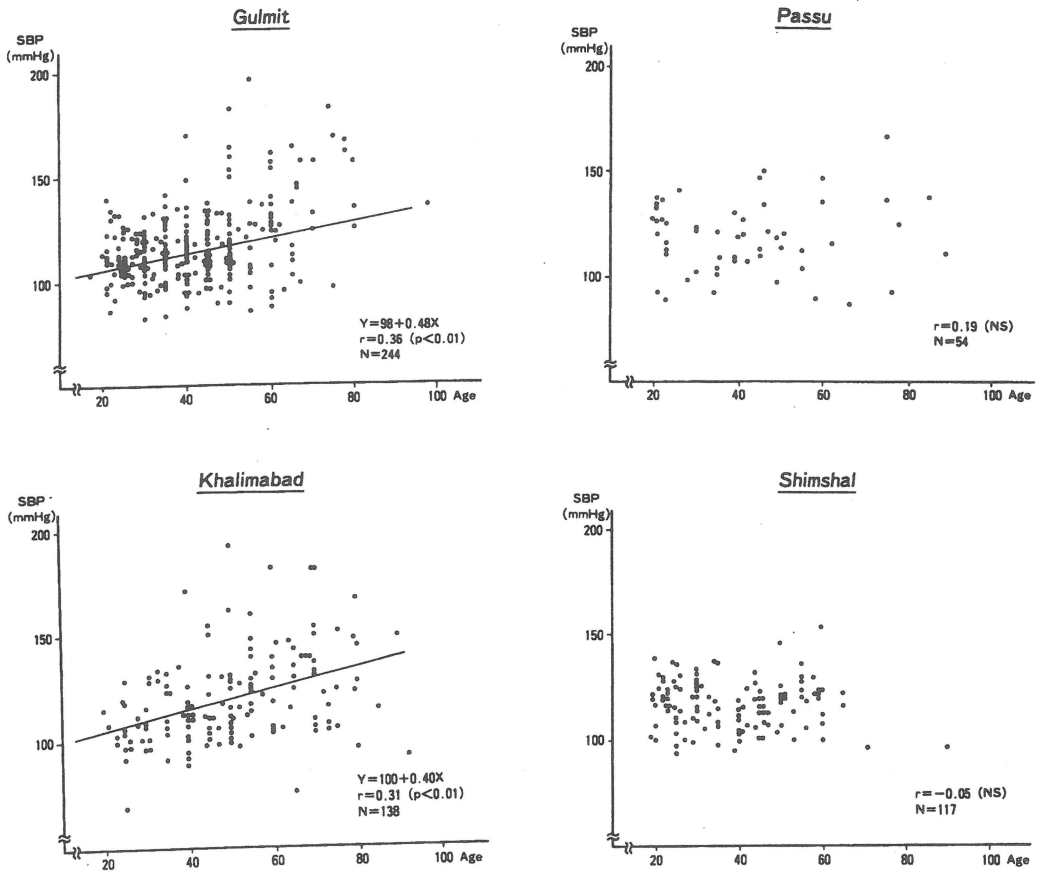 Gulmit
SBP
(mmHg)
200
150
100
Y=98+0.48X
r=0.36 (p<0.01)
N=244
20 40 60 80 100 Age
Passu
SBP
(mmHg)
200
150
100
r=0.19 (NS)
N=54
20 40 60 80 100 Age
Khalimabad
SBP
(mmHg)
200
150
100
Y=100+0.40X
r=0.31 (p<0.01)
N=138
20 40 60 80 100 Age
Shimshal
SBP
(mmHg)
200
150
100
r=-0.05 (NS)
N=117
20 40 60 80 100 Age